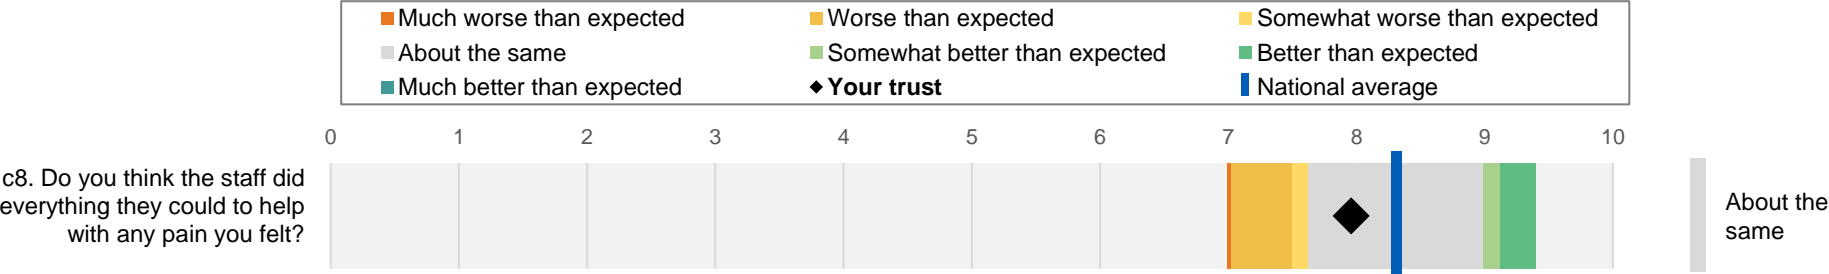 Much worse than expected
Worse than expected
Somewhat worse than expected
About the same
Somewhat better than expected
Better than expected
Much better than expected
Your trust
National average
0 1 2 3 4 5 6 7 8 9 10
c8. Do you think the staff did
everything they could to help
with any pain you felt?
About the
same